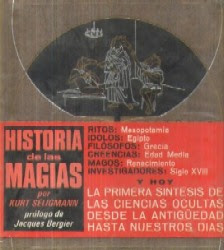 HISTORIA
de las
MAGIAS
por
KURT SELIGMANN
prólogo de
Jacques Bergier
RITOS: Mesopotamia
IDOLOS: Egipto
FILOSOFOS: Grecia
CREENCIAS: Edad Media
MAGOS: Renacimiento
INVESTIGADORES: Siglo XVIII
Y HOY
LA PRIMERA SINTESIS DE
LAS CIENCIAS OCULTAS
DESDE LA ANTIGÜEDAD
HASTA NUESTROS DIAS